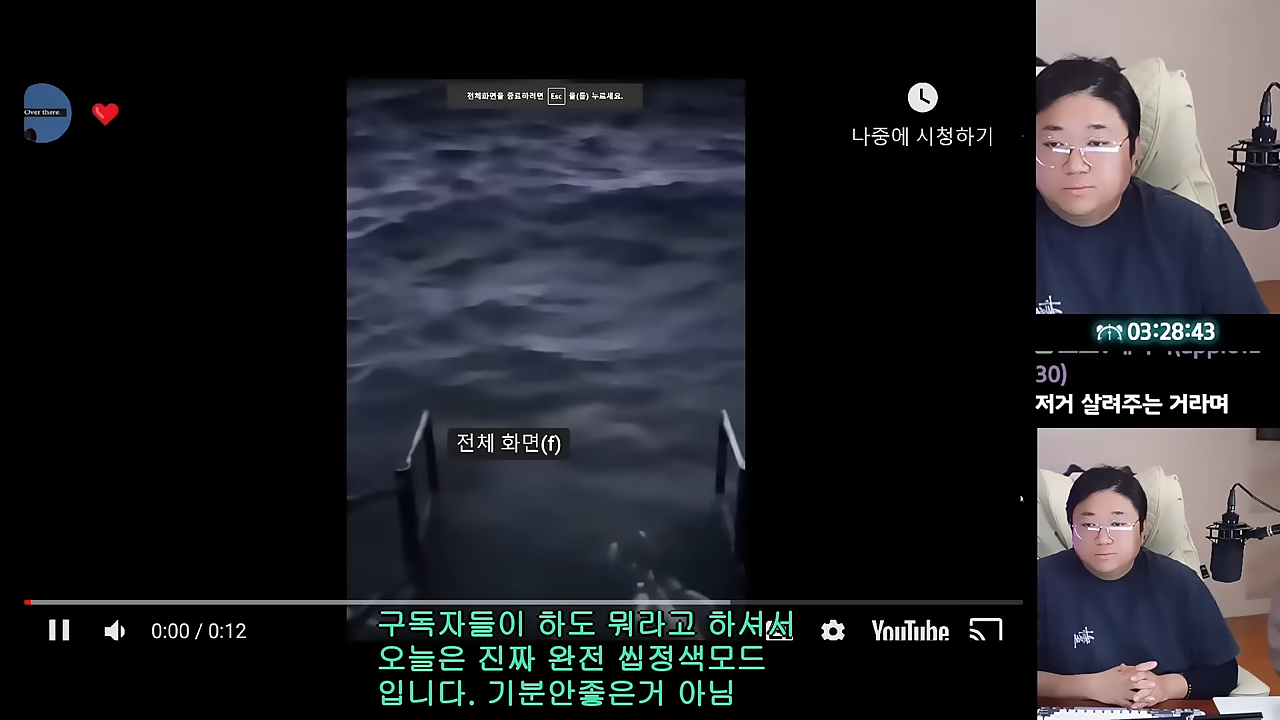 Over there.
전체화면을 종료하려면 Esc 을(를) 누르세요.
나중에 시청하기
전체 화면(f)
0:00 / 0:12
YouTube
구독자들이 하도 뭐라고 하셔서
오늘은 진짜 완전 씹정색모드
입니다. 기분안좋은거 아님
03:28:43
30)
저거 살려주는 거라며